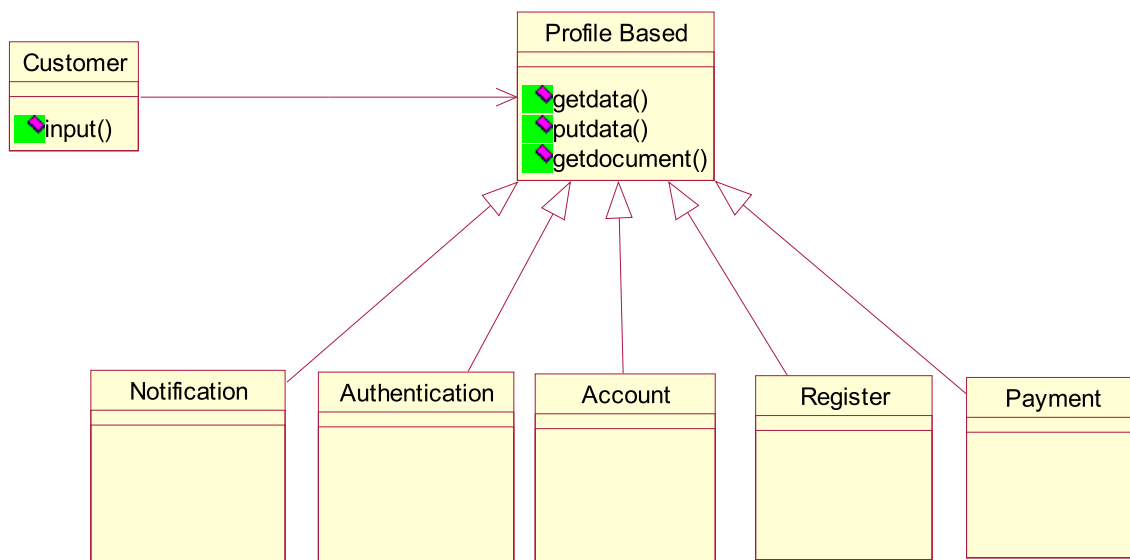 Customer
input()
Profile Based
getdata()
putdata()
getdocument()
Notification
Authentication
Account
Register
Payment